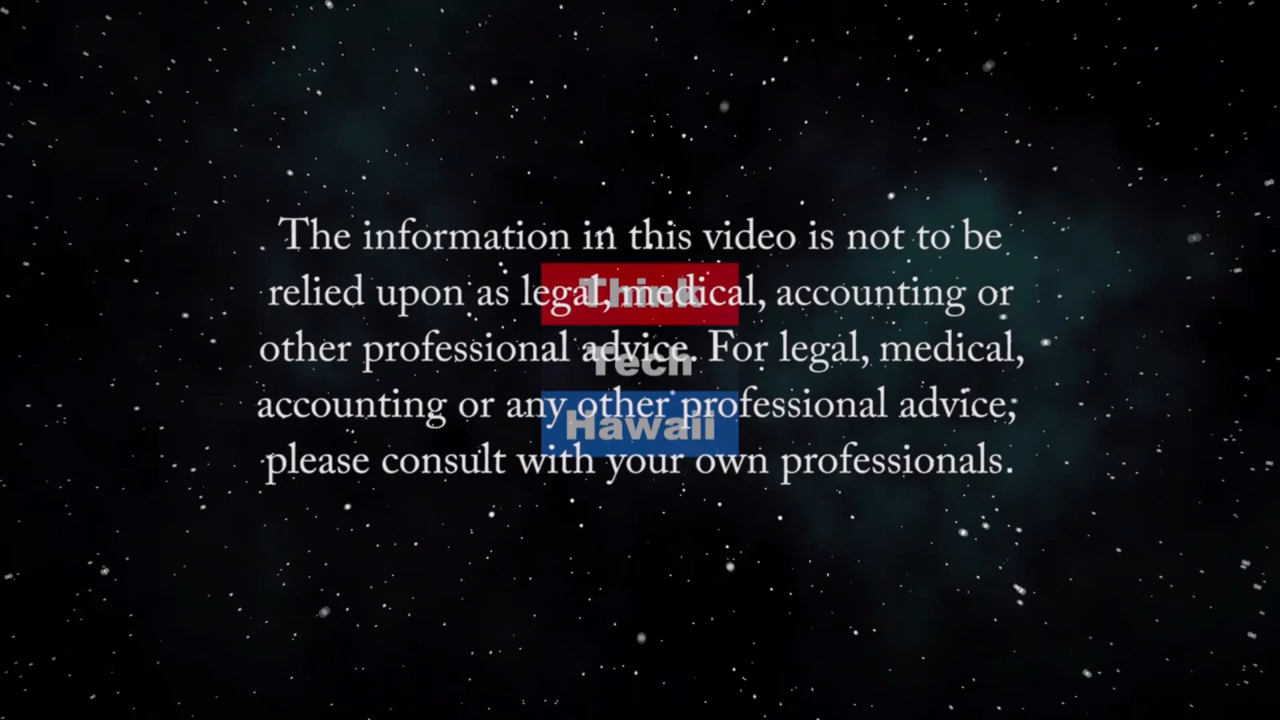 The information in this video is not to be
relied upon as legal, medical, accounting or
other professional advice. For legal, medical,
accounting or any other professional advice,
please consult with your own professionals.
Think
Tech
Hawaii